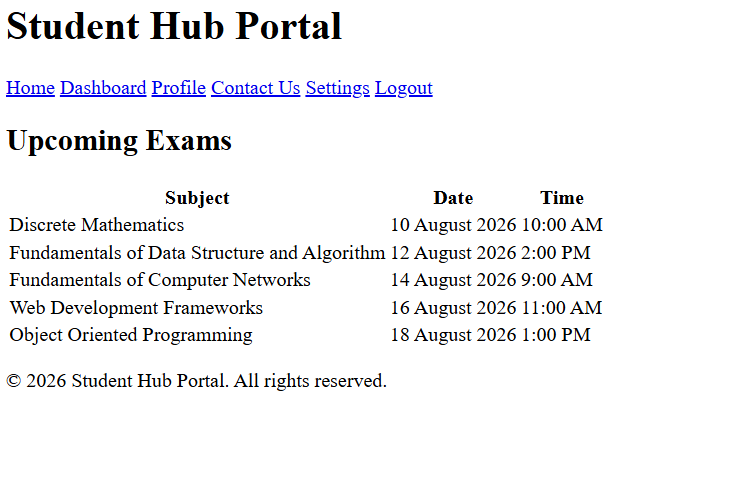 Student Hub Portal
Home Dashboard Profile Contact Us Settings Logout
Upcoming Exams
Subject Date Time
Discrete Mathematics 10 August 2026 10:00 AM
Fundamentals of Data Structure and Algorithm 12 August 2026 2:00 PM
Fundamentals of Computer Networks 14 August 2026 9:00 AM
Web Development Frameworks 16 August 2026 11:00 AM
Object Oriented Programming 18 August 2026 1:00 PM
© 2026 Student Hub Portal. All rights reserved.